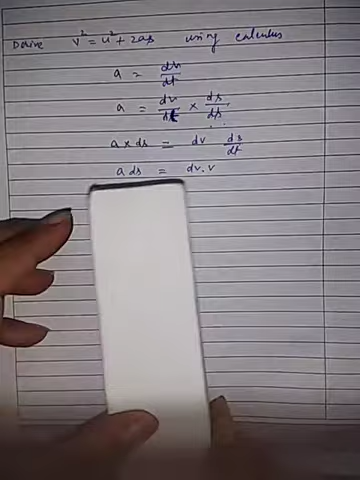 Derive v² = u² + 2as using calculus
a = dv/dt
a = dv/dt × ds/ds
a × ds = dv ds/dt
a ds = dv.v